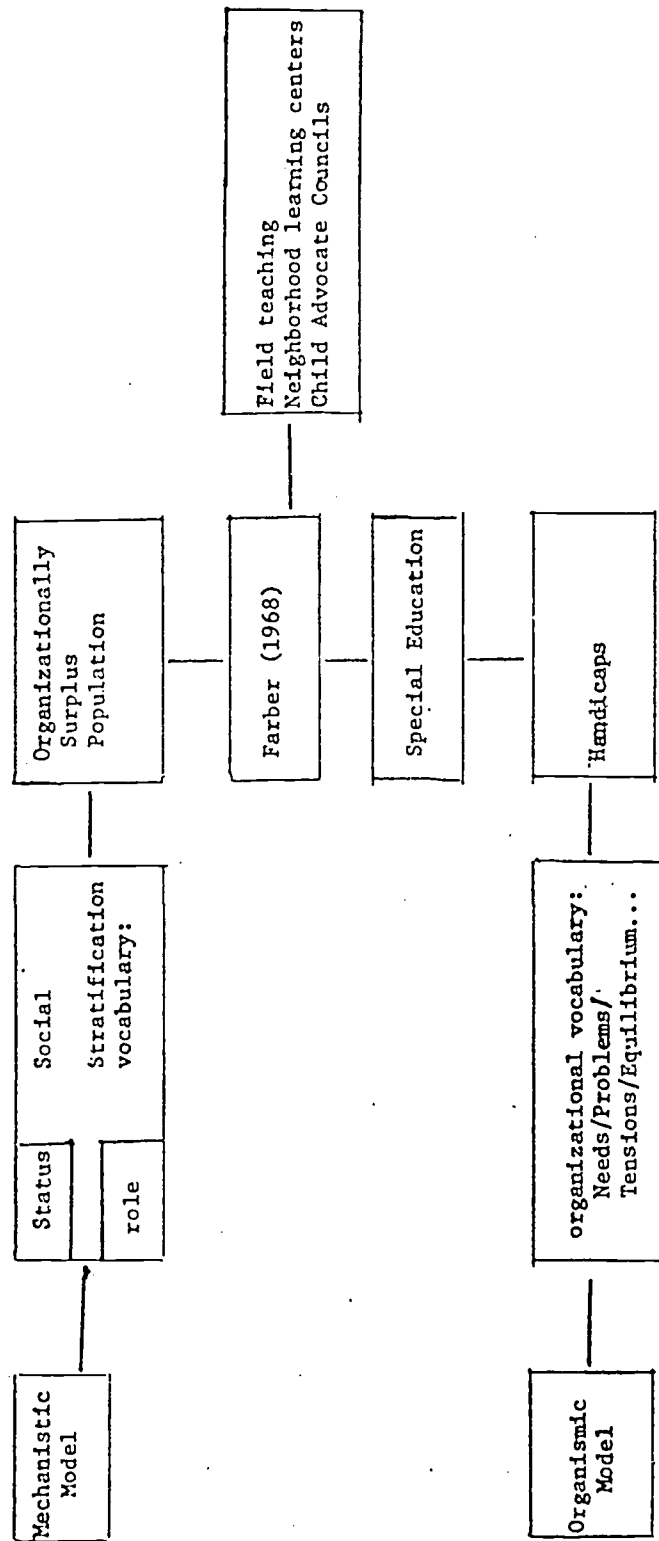 Mechanistic
Model
Status
role
Social
Stratification
vocabulary:
Organizationally
Surplus
Population
Farber (1968)
Special Education
Field teaching
Neighborhood learning centers
Child Advocate Councils
Organismic
Model
organizational vocabulary:
Needs/Problems/
Tensions/Equilibrium...
Handicaps